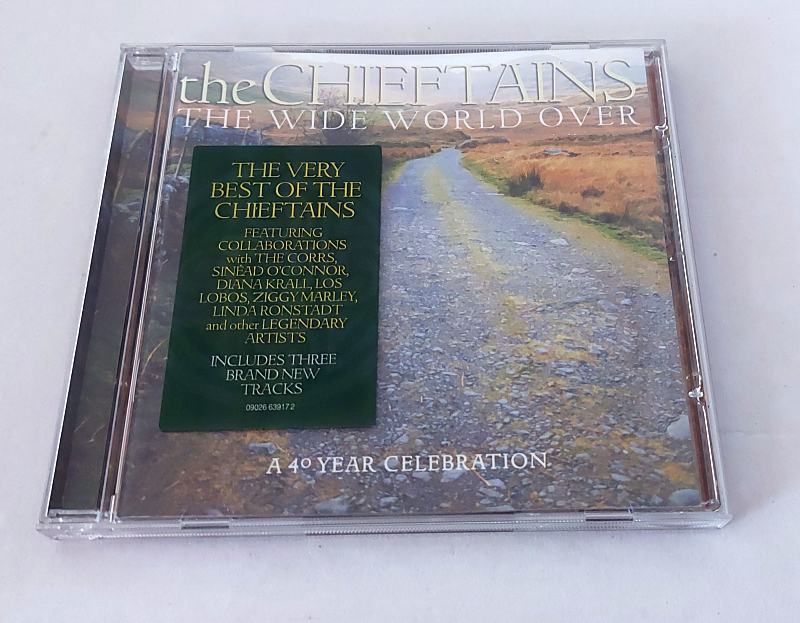 the CHIEFTAINS
THE WIDE WORLD OVER
THE VERY
BEST OF THE
CHIEFTAINS
FEATURING
COLLABORATIONS
with THE CORRS,
SINÉAD O'CONNOR,
DIANA KRALL, LOS
LOBOS, ZIGGY MARLEY,
LINDA RONSTADT
and other LEGENDARY
ARTISTS
INCLUDES THREE
BRAND NEW
TRACKS
09026 63917 2
A 40 YEAR CELEBRATION